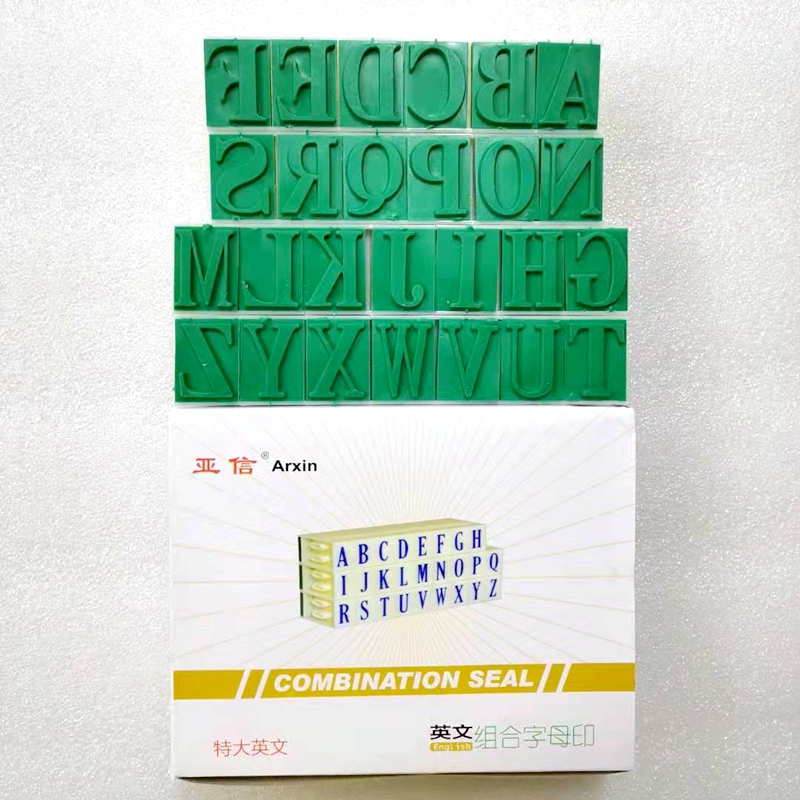 FEDCBA
SRQPON
MLKJIHG
ZYXWVUT
亚信® Arxin
ABCDEFGH
IJKLMNOPQ
RSTUVWXYZ
COMBINATION SEAL
特大英文
英文 English 组合字母印